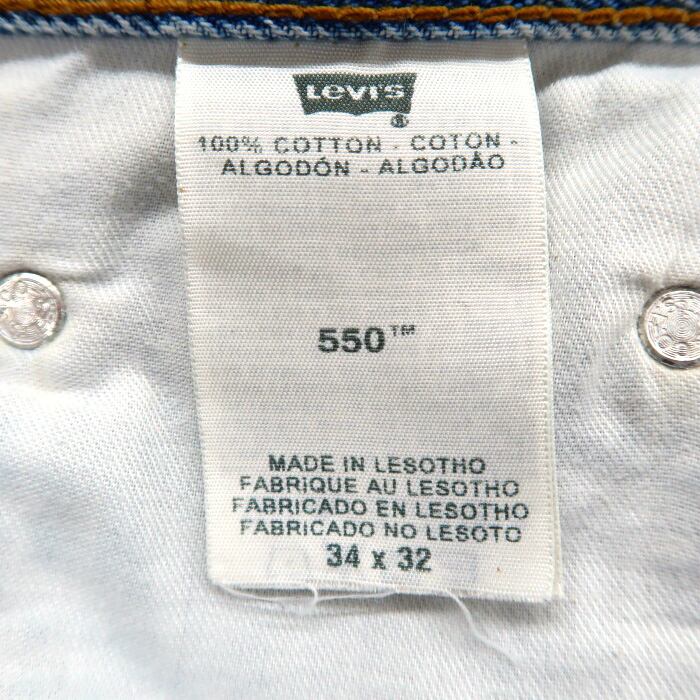 Levi's
®
100% COTTON - COTON -
ALGODÓN - ALGODÃO
550™
MADE IN LESOTHO
FABRIQUE AU LESOTHO
FABRICADO EN LESOTHO
FABRICADO NO LESOTO
34 x 32